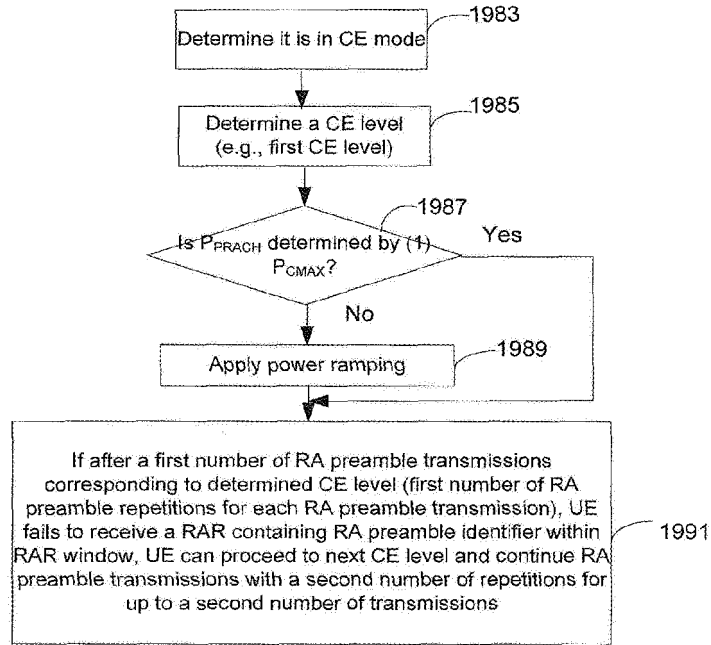 Determine it is in CE mode
1983
Determine a CE level
(e.g., first CE level)
1985
Is PPRACH determined by (1)
PCMAX?
1987
Yes
No
Apply power ramping
1989
If after a first number of RA preamble transmissions
corresponding to determined CE level (first number of RA
preamble repetitions for each RA preamble transmission), UE
fails to receive a RAR containing RA preamble identifier within
RAR window, UE can proceed to next CE level and continue RA
preamble transmissions with a second number of repetitions for
up to a second number of transmissions
1991